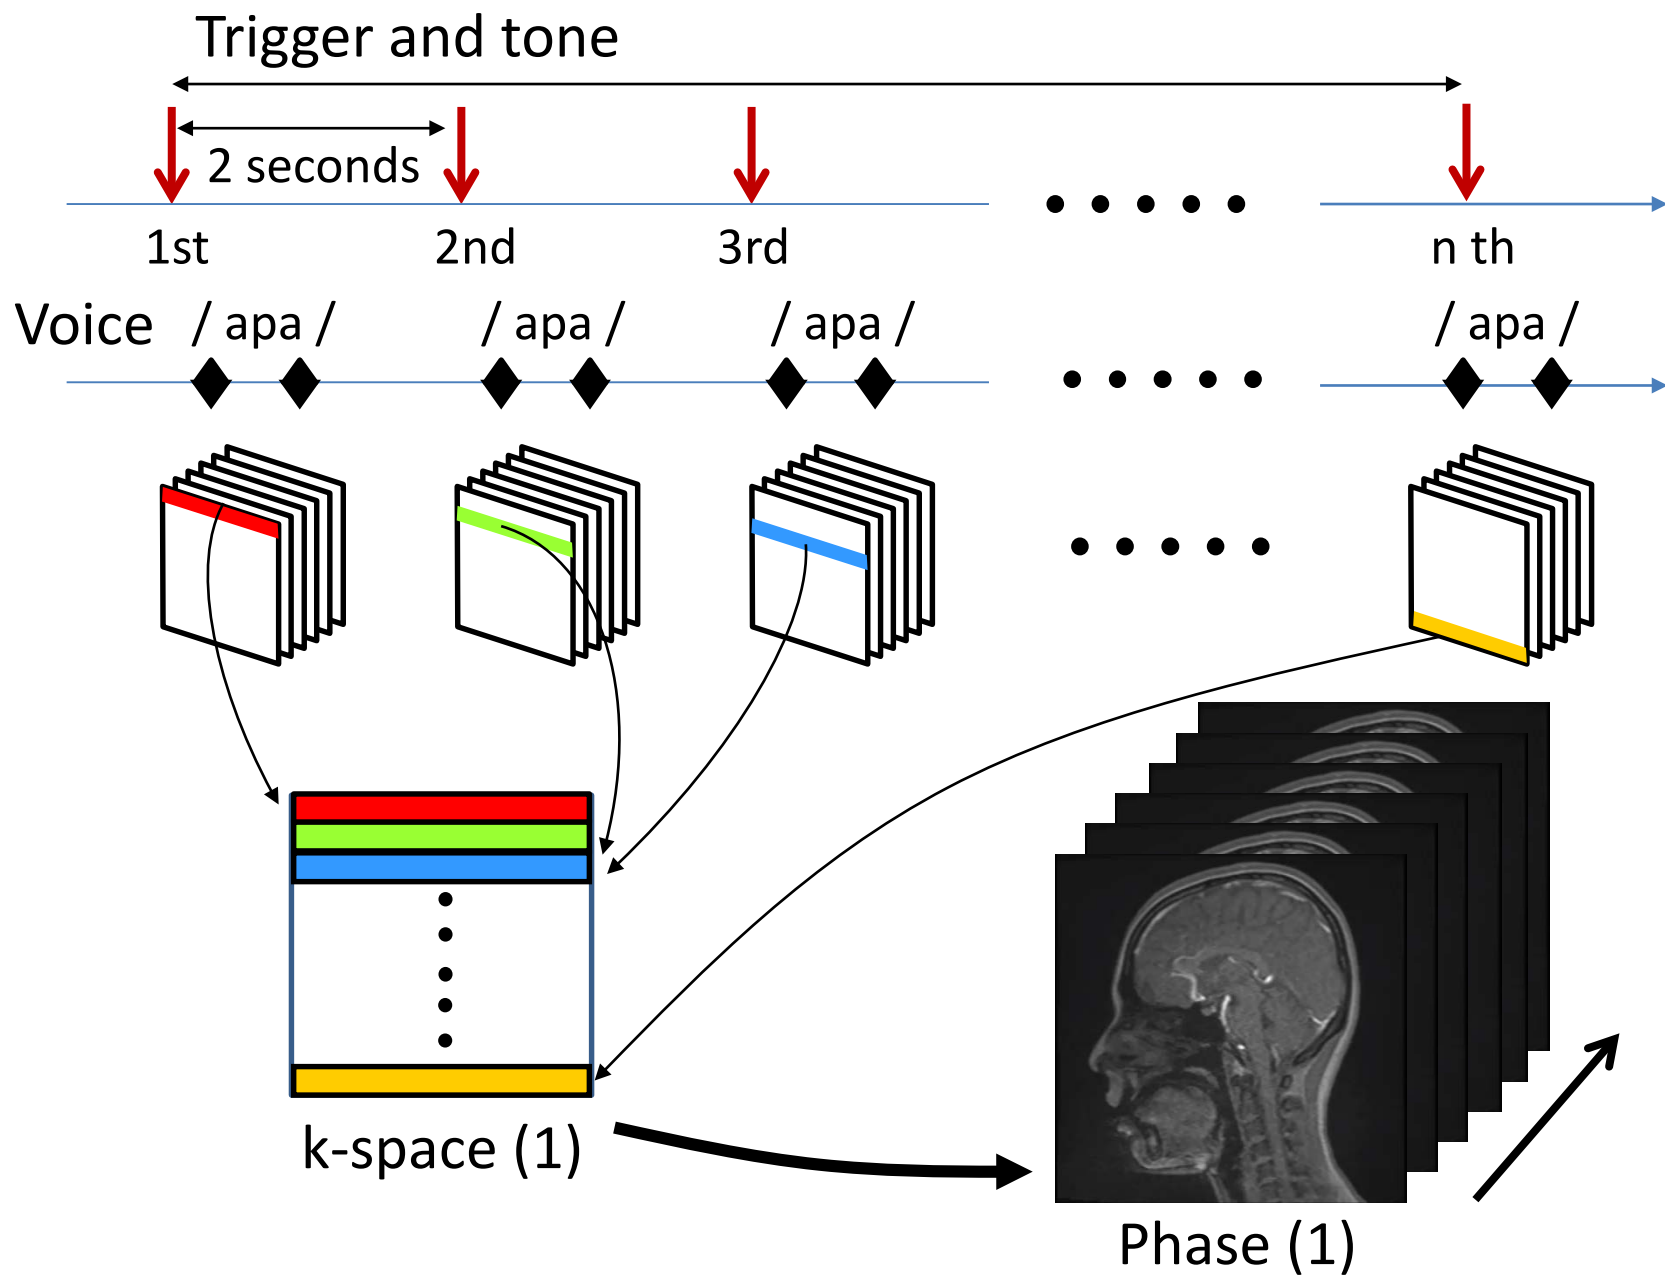 Trigger and tone
2 seconds
1st 2nd 3rd n th
Voice / apa / / apa / / apa / / apa /
k-space (1)
Phase (1)